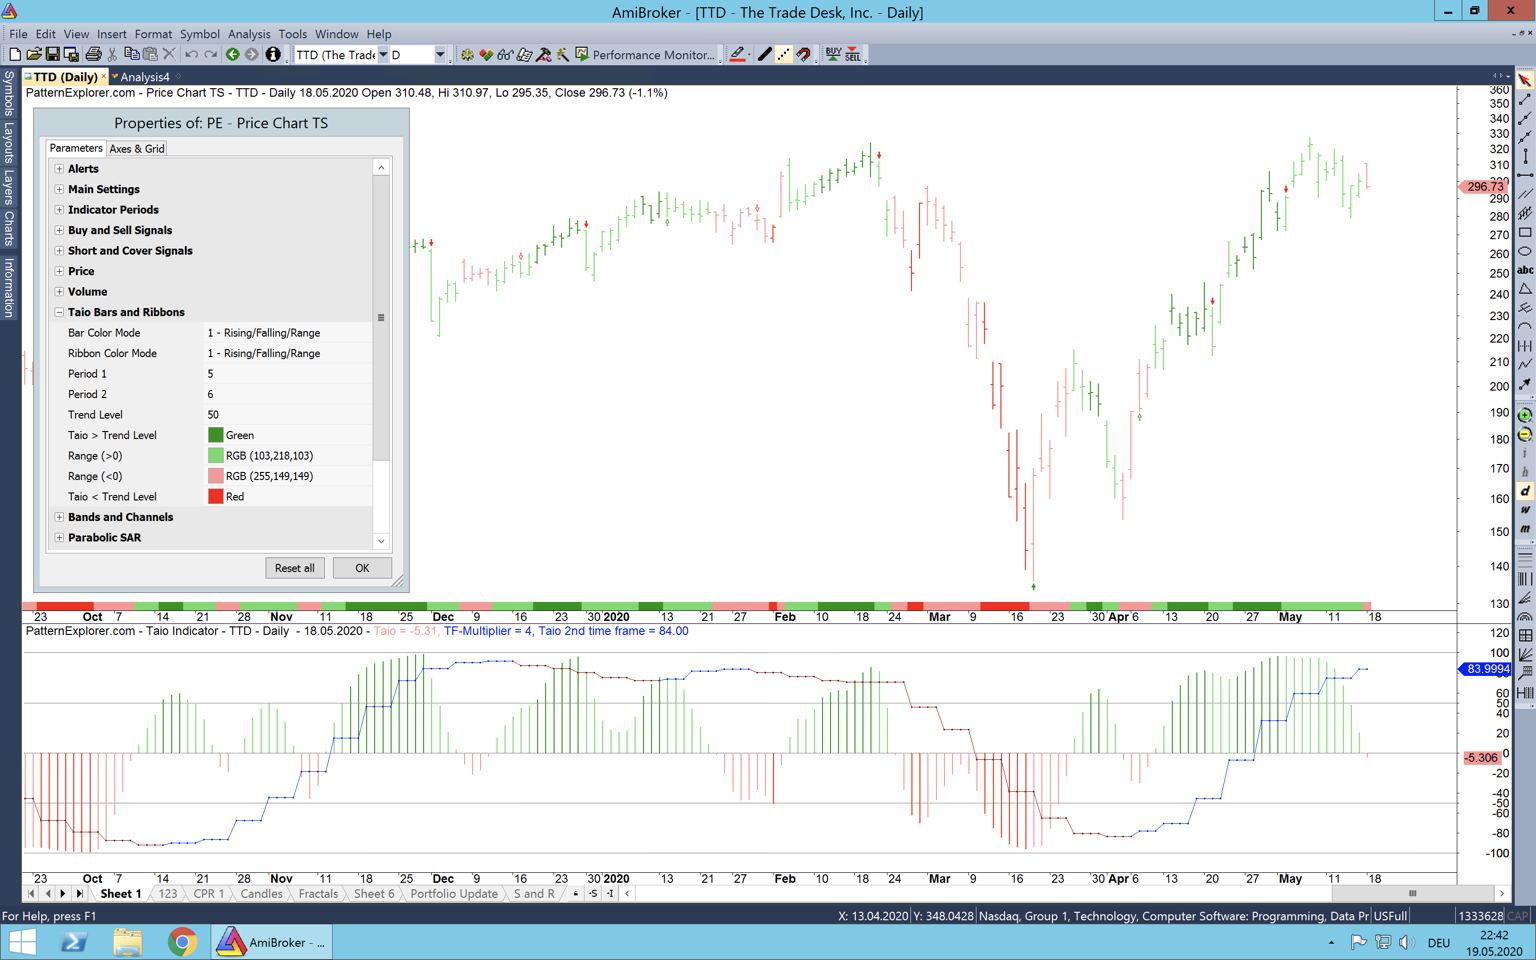 AmiBroker - [TTD - The Trade Desk, Inc. - Daily]
File Edit View Insert Format Symbol Analysis Tools Window Help
TTD (The Trade D Performance Monitor... BUY SELL
TTD (Daily) Analysis4
PatternExplorer.com - Price Chart TS - TTD - Daily 18.05.2020 Open 310.48, Hi 310.97, Lo 295.35, Close 296.73 (-1.1%)
Symbols
Layouts
Layers
Charts
Information
Properties of: PE - Price Chart TS
Parameters Axes & Grid
Alerts
Main Settings
Indicator Periods
Buy and Sell Signals
Short and Cover Signals
Price
Volume
Taio Bars and Ribbons
Bar Color Mode 1 - Rising/Falling/Range
Ribbon Color Mode 1 - Rising/Falling/Range
Period 1 5
Period 2 6
Trend Level 50
Taio > Trend Level Green
Range (>0) RGB (103,218,103)
Range (<0) RGB (255,149,149)
Taio < Trend Level Red
Bands and Channels
Parabolic SAR
Reset all OK
360
350
340
330
320
310
296.73
290
280
270
260
250
240
230
220
210
200
190
180
170
160
150
140
130
abc
d
w
m
23 Oct 7 14 21 28 Nov 11 18 25 Dec 9 16 23 30 2020 13 21 27 Feb 10 18 24 Mar 9 16 23 30 Apr 6 13 20 27 May 11 18
PatternExplorer.com - Taio Indicator - TTD - Daily - 18.05.2020 - Taio = -5.31, TF-Multiplier = 4, Taio 2nd time frame = 84.00
120
100
83.9994
60
50
40
20
0
-5.306
-20
-40
-50
-60
-80
-100
23 Oct 7 14 21 28 Nov 11 18 25 Dec 9 16 23 30 2020 13 21 27 Feb 10 18 24 Mar 9 16 23 30 Apr 6 13 20 27 May 11 18
Sheet 1 123 CPR 1 Candles Fractals Sheet 6 Portfolio Update S and R -S -I
For Help, press F1 X: 13.04.2020 Y: 348.0428 Nasdaq, Group 1, Technology, Computer Software: Programming, Data Pr USFull 1333628 CAP
AmiBroker - ... DEU 22:42
19.05.2020